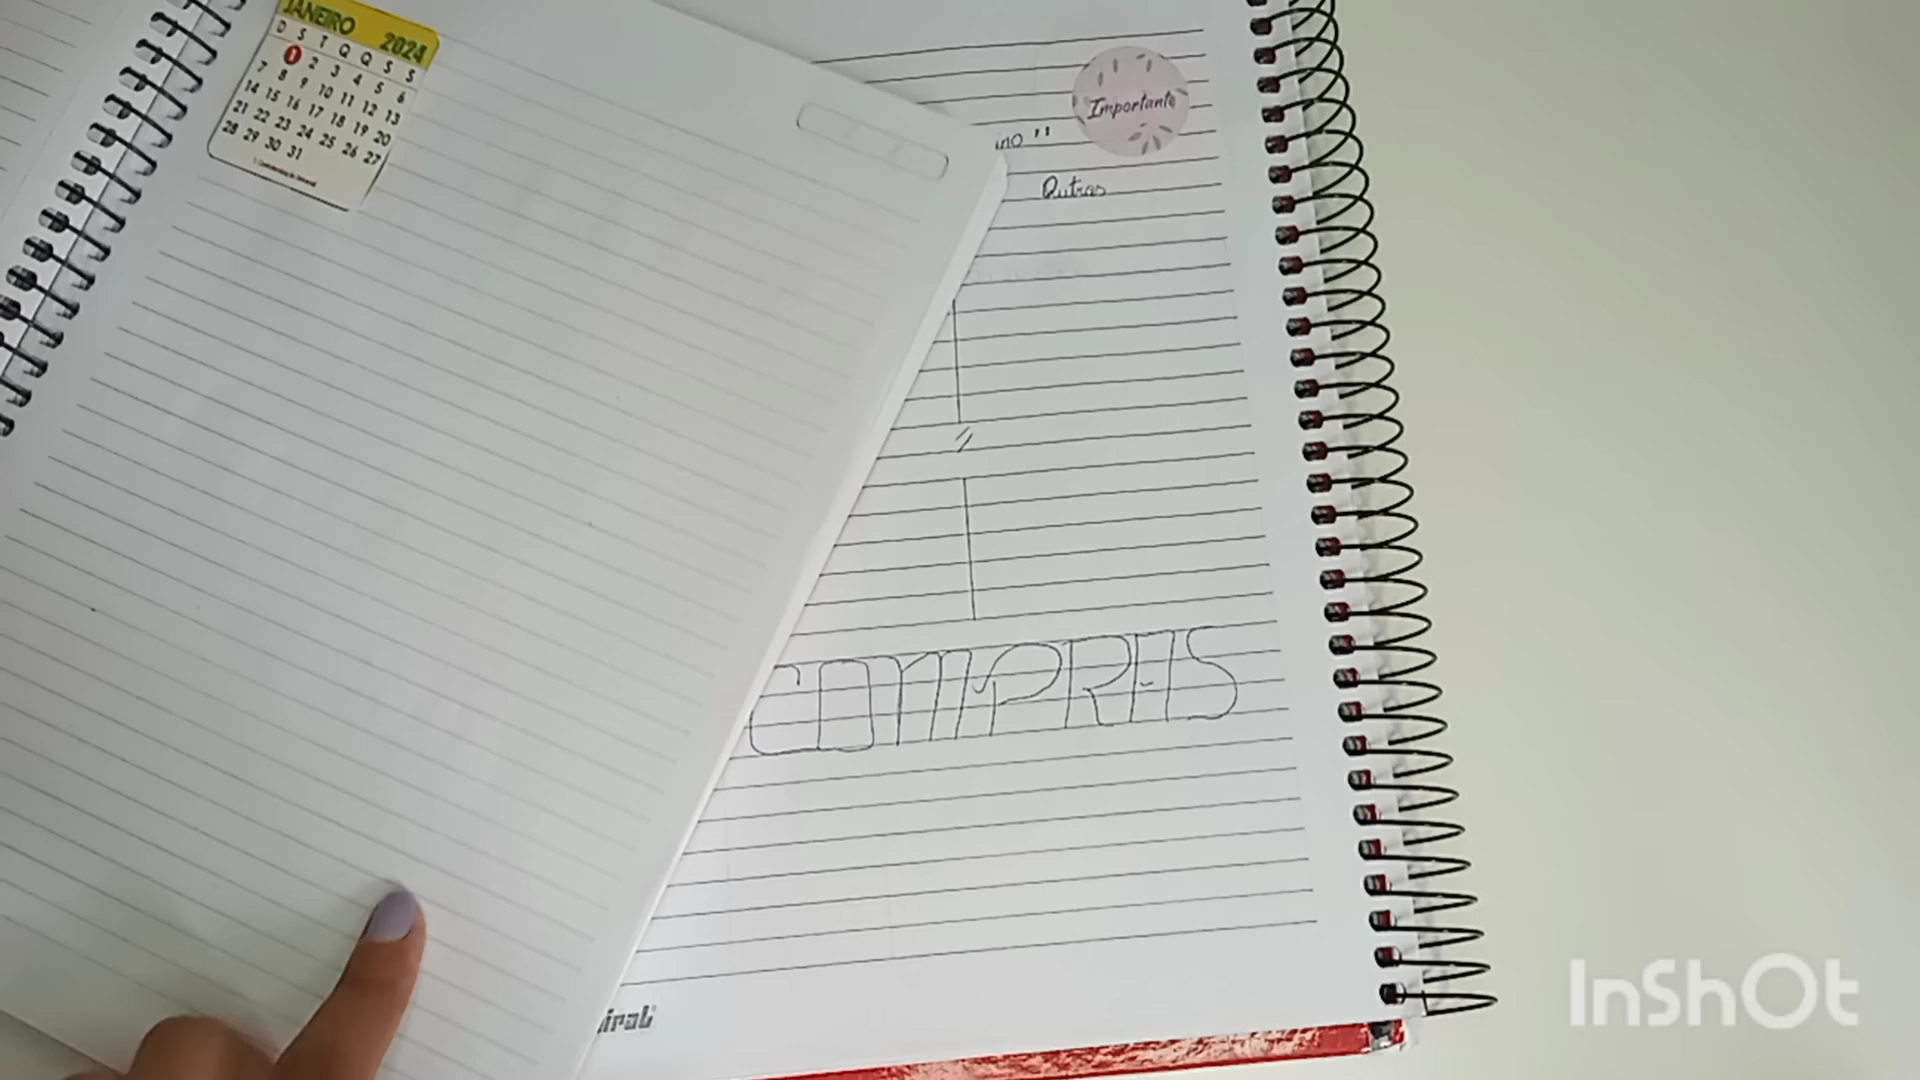 JANEIRO 2024
D S T Q Q S S
1 2 3 4 5 6
7 8 9 10 11 12 13
14 15 16 17 18 19 20
21 22 23 24 25 26 27
28 29 30 31
Importante
Outras
COMPRAS
InShOt